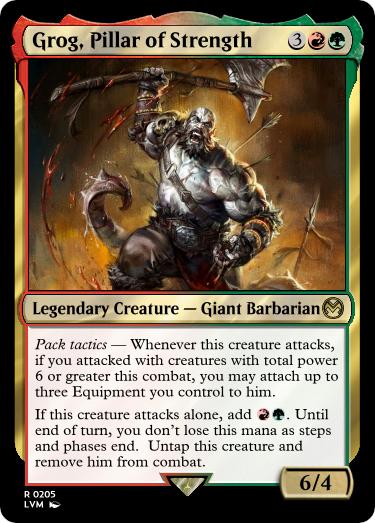 Grog, Pillar of Strength 3
Legendary Creature — Giant Barbarian
Pack tactics — Whenever this creature attacks,
if you attacked with creatures with total power
6 or greater this combat, you may attach up to
three Equipment you control to him.
If this creature attacks alone, add . Until
end of turn, you don't lose this mana as steps
and phases end. Untap this creature and
remove him from combat.
6/4
R 0205
LVM